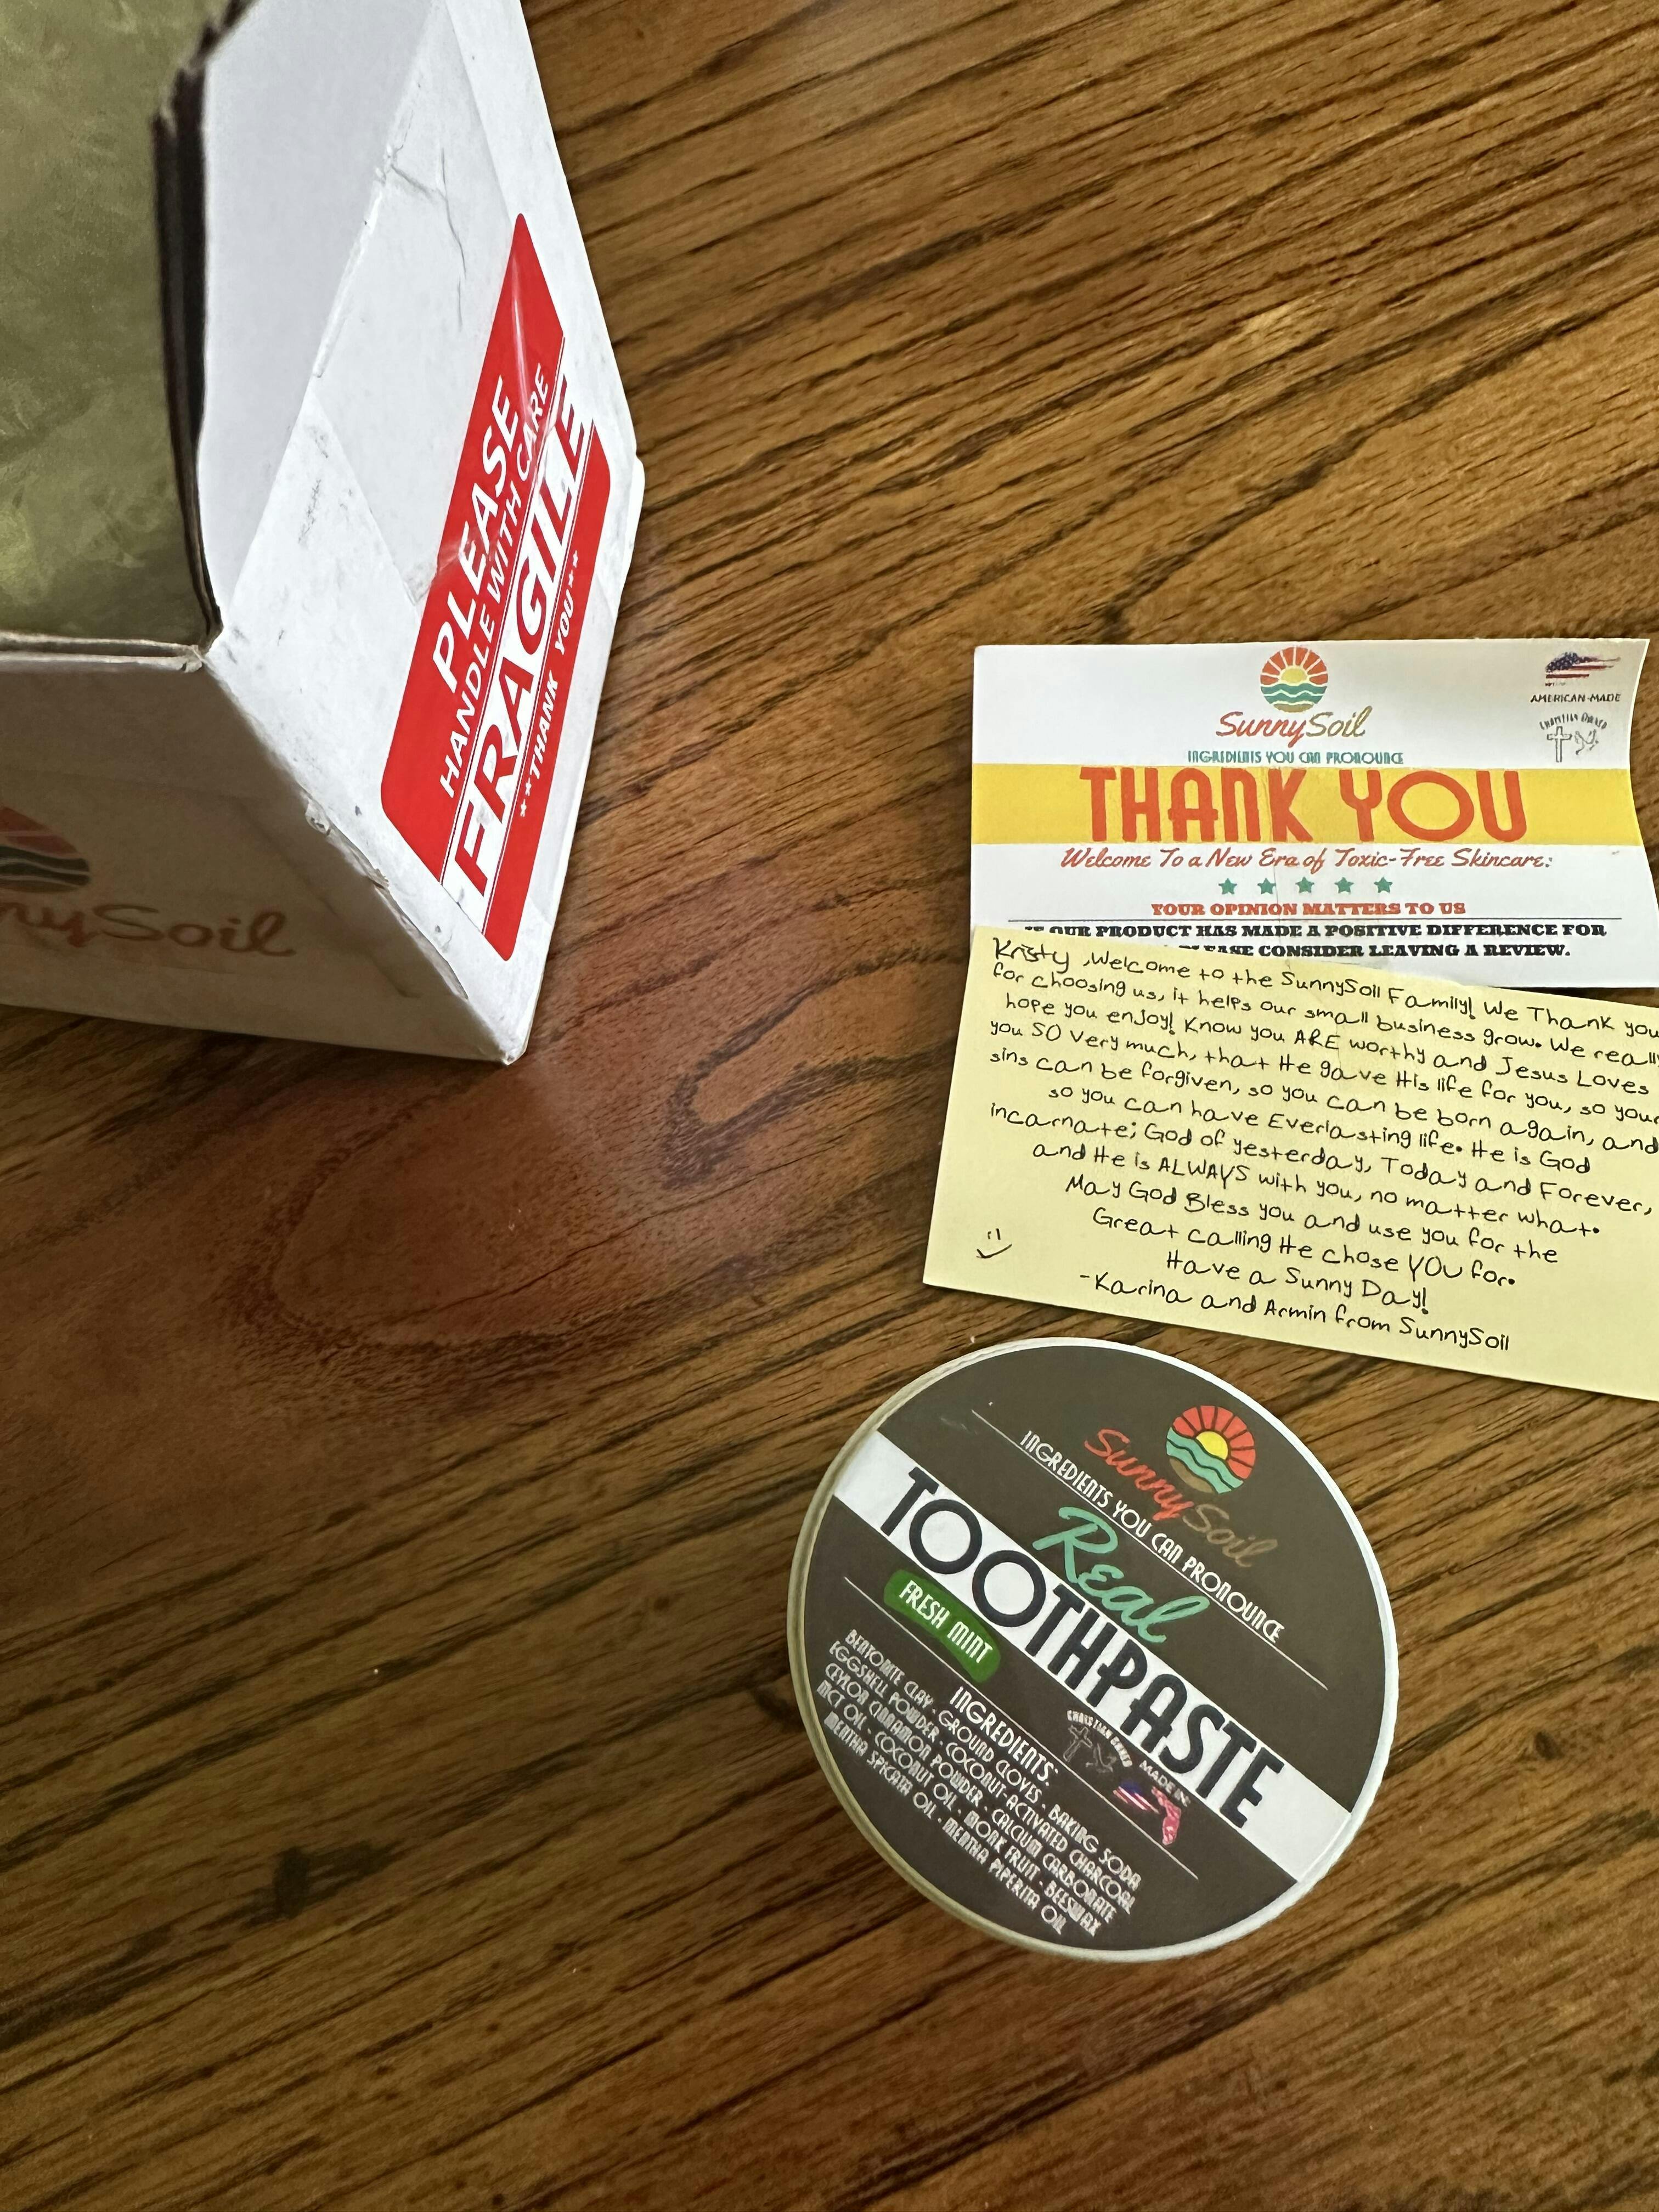 PLEASE
HANDLE WITH CARE
FRAGILE
THANK YOU
Soil
SunnySoil
INGREDIENTS YOU CAN PRONOUNCE
AMERICAN-MADE
CHRISTIAN OWNED
THANK YOU
Welcome To a New Era of Toxic-Free Skincare:
YOUR OPINION MATTERS TO US
OUR PRODUCT HAS MADE A POSITIVE DIFFERENCE FOR
CONSIDER LEAVING A REVIEW.
Kristy, Welcome to the SunnySoil Family! We Thank you
for choosing us, it helps our small business grow. We really
hope you enjoy! Know you ARE worthy and Jesus Loves
you SO very much, that He gave His life for you, so your
sins can be forgiven, so you can be born again, and
so you can have Everlasting life. He is God
incarnate; God of yesterday, Today and Forever,
and He is ALWAYS with you, no matter what.
May God Bless you and use you for the
Great calling He chose YOU for.
Have a Sunny Day!
-Karina and Armin from SunnySoil
SunnySoil
INGREDIENTS YOU CAN PRONOUNCE
Real
TOOTHPASTE
FRESH MINT
CHRISTIAN OWNED
MADE IN:
INGREDIENTS:
BENTONITE CLAY - GROUND CLOVES - BAKING SODA
EGGSHELL POWDER - COCONUT-ACTIVATED CHARCOAL
CEYLON CINNAMON POWDER - CALCIUM CARBONATE
MCT OIL - COCONUT OIL - MONK FRUIT - BEESWAX
MENTHA SPICATA OIL - MENTHA PIPERITA OIL